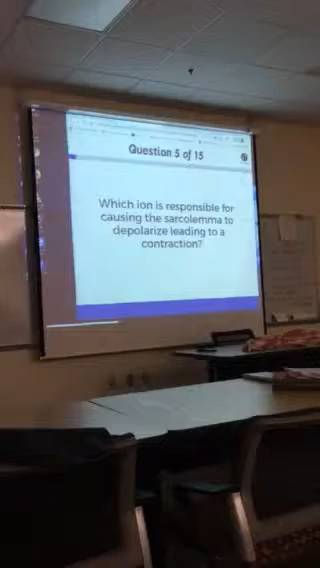 Question 5 of 15
Which ion is responsible for
causing the sarcolemma to
depolarize leading to a
contraction?